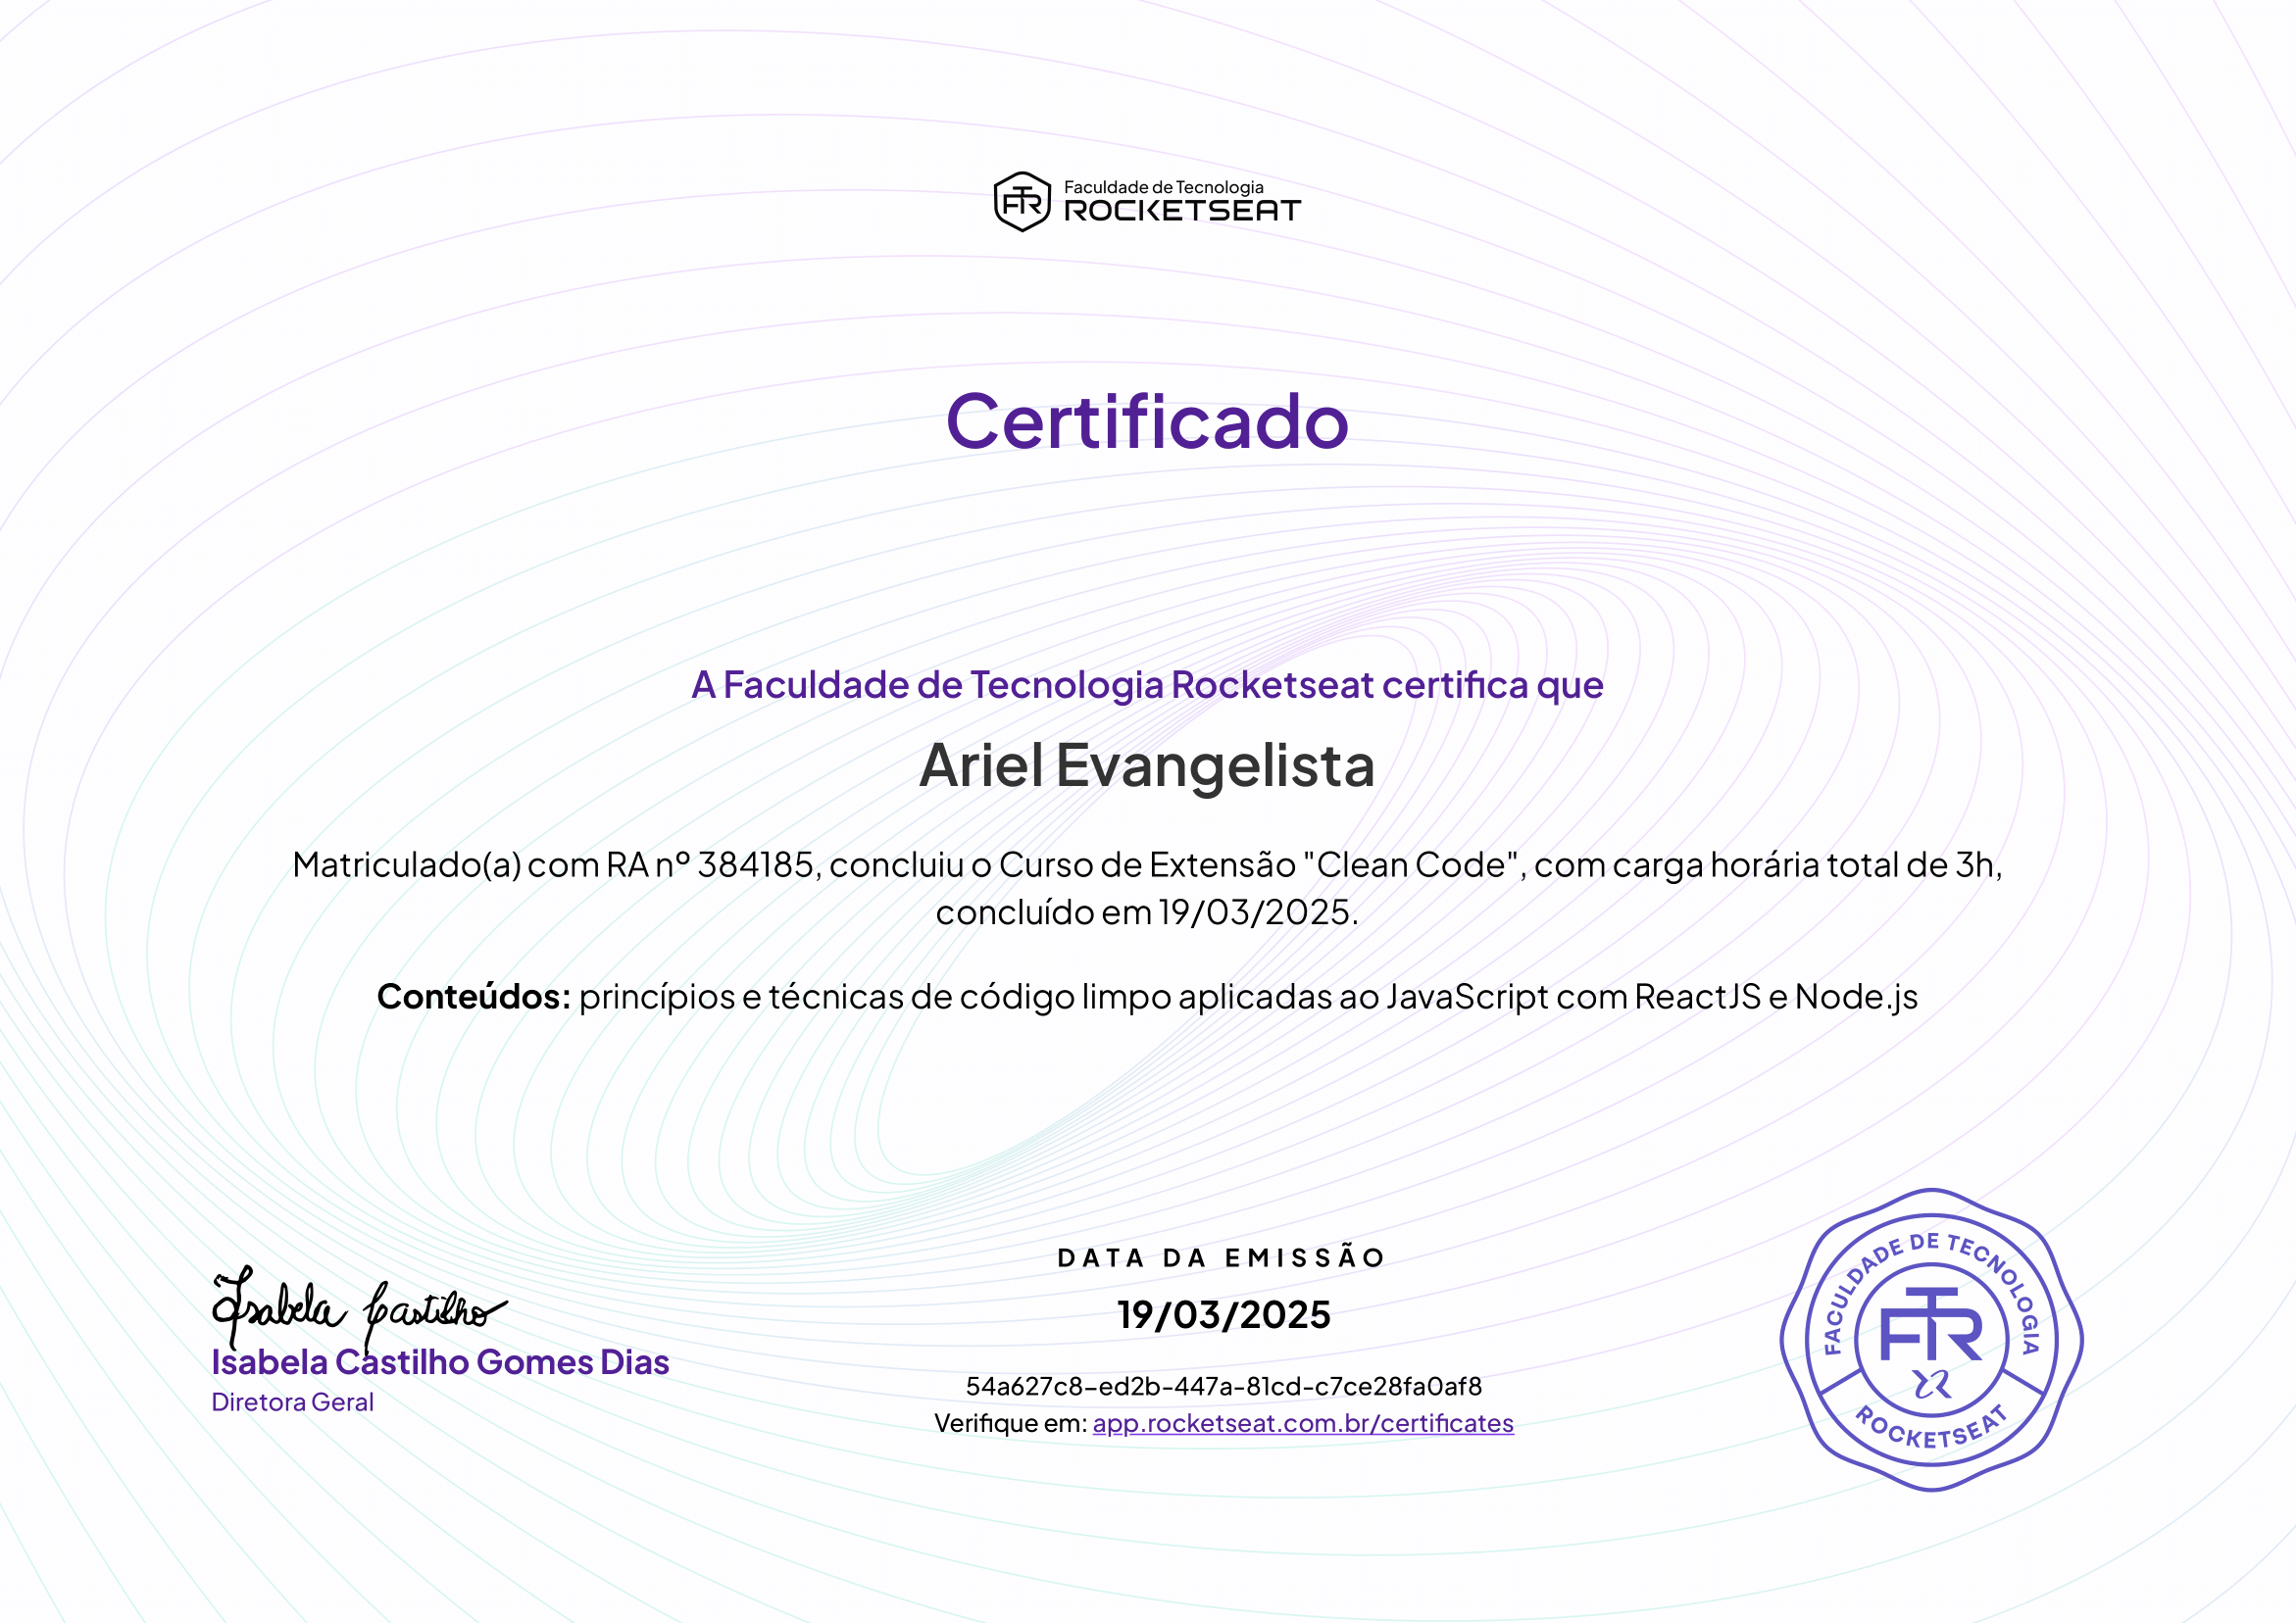 Faculdade de Tecnologia
ROCKETSEAT
Certificado
A Faculdade de Tecnologia Rocketseat certifica que
Ariel Evangelista
Matriculado(a) com RA nº 384185, concluiu o Curso de Extensão "Clean Code", com carga horária total de 3h,
concluído em 19/03/2025.
Conteúdos: princípios e técnicas de código limpo aplicadas ao JavaScript com ReactJS e Node.js
Isabela Castilho
Isabela Castilho Gomes Dias
Diretora Geral
DATA DA EMISSÃO
19/03/2025
54a627c8-ed2b-447a-81cd-c7ce28fa0af8
Verifique em: app.rocketseat.com.br/certificates
FACULDADE DE TECNOLOGIA
FTR
ROCKETSEAT